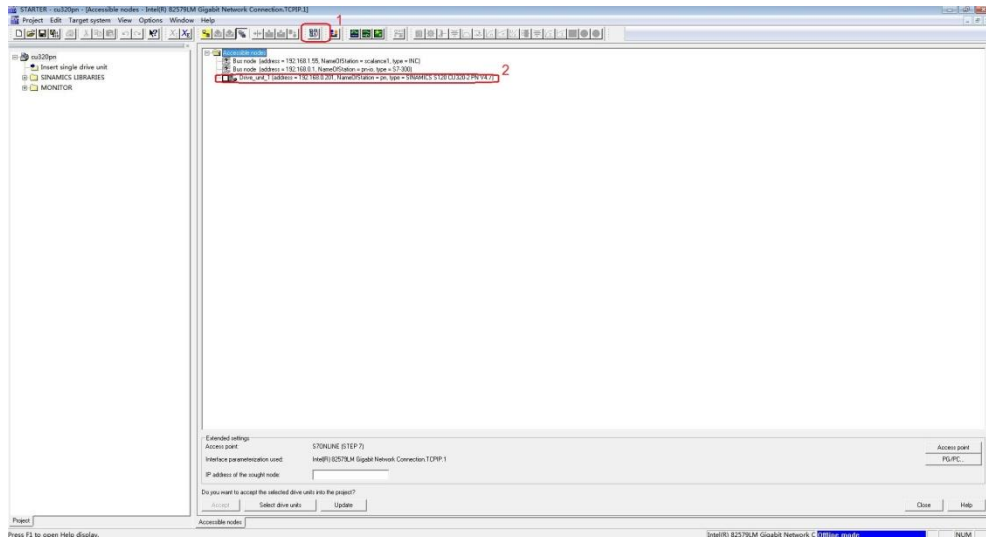 STARTER - cu320pn - [Accessible nodes - Intel(R) 82579LM Gigabit Network Connection.TCPIP.1]
Project Edit Target system View Options Window Help
1
cu320pn
Insert single drive unit
SINAMICS LIBRARIES
MONITOR
Accessible nodes
Bus node (address = 192.168.1.55, NameOfStation = scalance1, type = INC)
Bus node (address = 192.168.0.1, NameOfStation = pn-io, type = S7-300)
Drive_unit_1 (address = 192.168.0.201, NameOfStation = pn, type = SINAMICS S120 CU320-2 PN V4.7)
2
Extended settings
Access point: S7ONLINE (STEP 7)
Access point
Interface parameterization used: Intel(R) 82579LM Gigabit Network Connection.TCPIP.1
PG/PC...
IP address of the sought node:
Do you want to accept the selected drive units into the project?
Accept Select drive units Update Close Help
Project Accessible nodes
Press F1 to open Help display. Intel(R) 82579LM Gigabit Network C Offline mode NUM